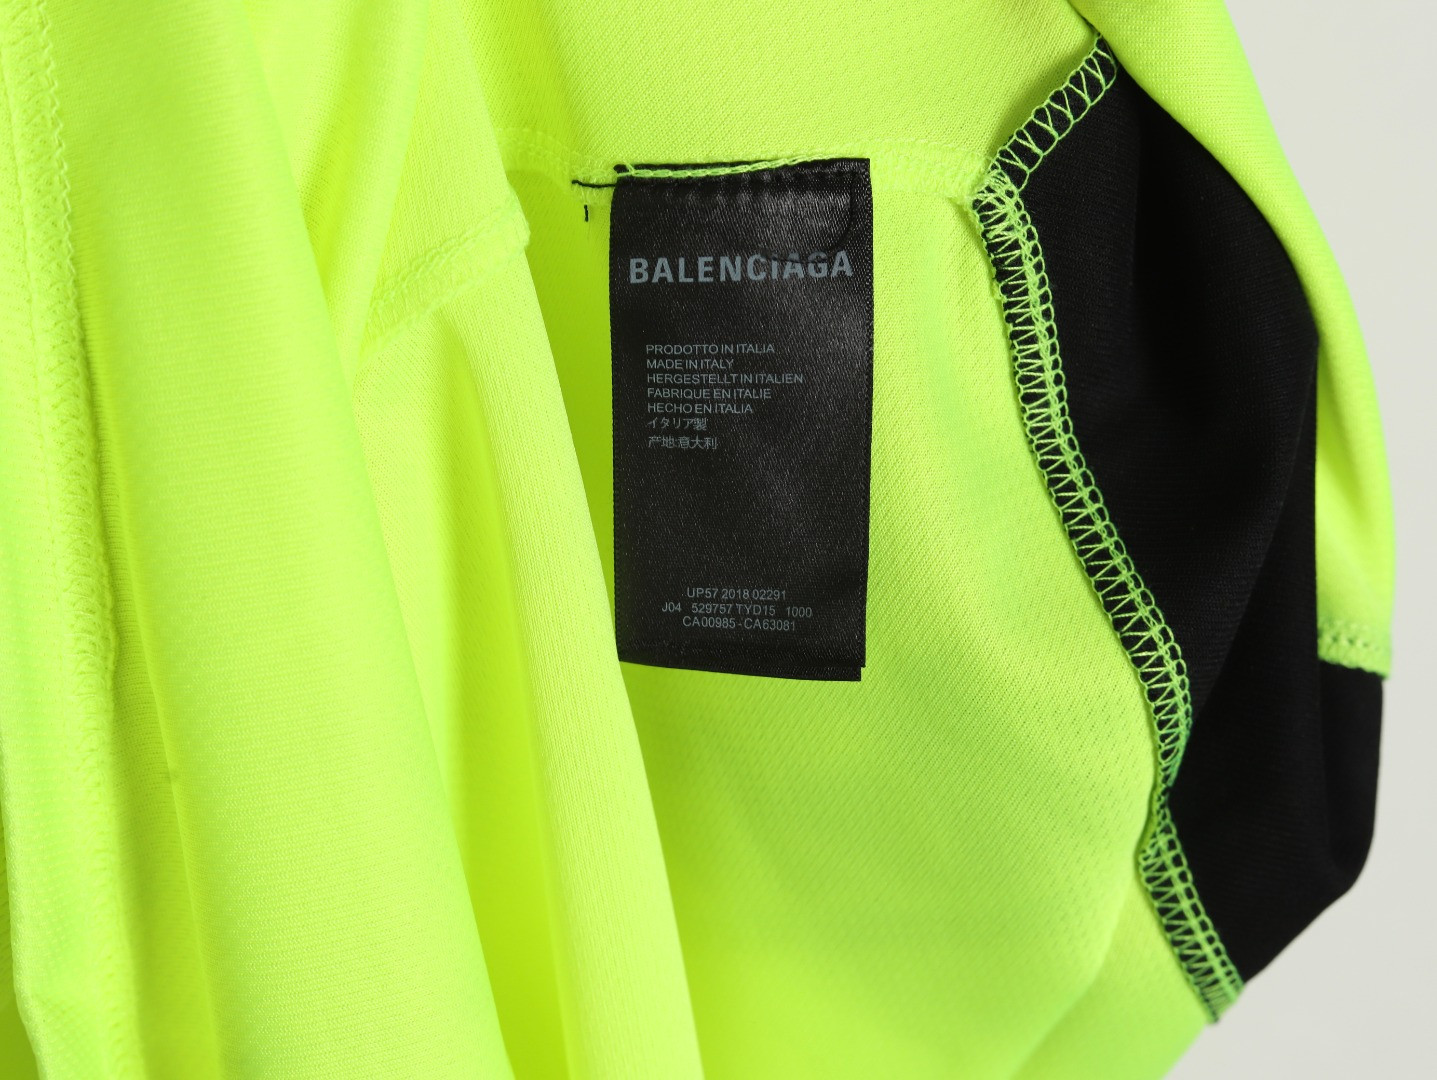 BALENCIAGA
PRODOTTO IN ITALIA
MADE IN ITALY
HERGESTELLT IN ITALIEN
FABRIQUE EN ITALIE
HECHO EN ITALIA
イタリア製
产地:意大利
UP57 2018 02291
J04 529757 TYD15 1000
CA00985-CA63081